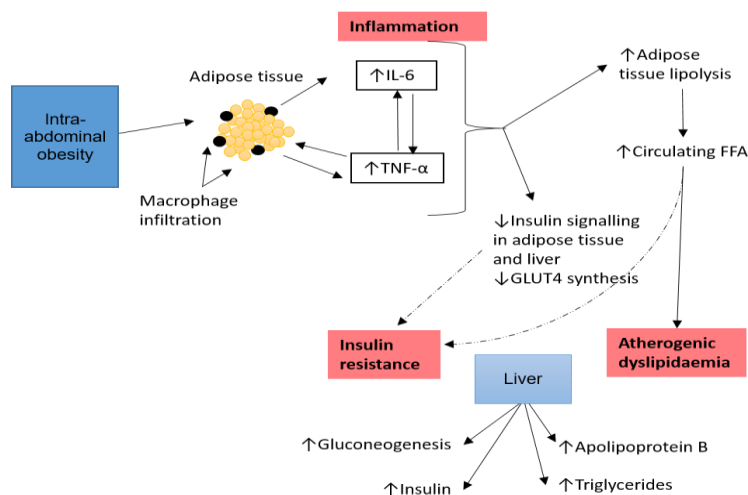 Inflammation
Adipose tissue
↑IL-6
↑Adipose
tissue lipolysis
Intra-
abdominal
obesity
↑TNF-α
↑Circulating FFA
Macrophage
infiltration
↓Insulin signalling
in adipose tissue
and liver
↓GLUT4 synthesis
Insulin
resistance
Atherogenic
dyslipidaemia
Liver
↑Gluconeogenesis
↑Apolipoprotein B
↑Insulin
↑Triglycerides